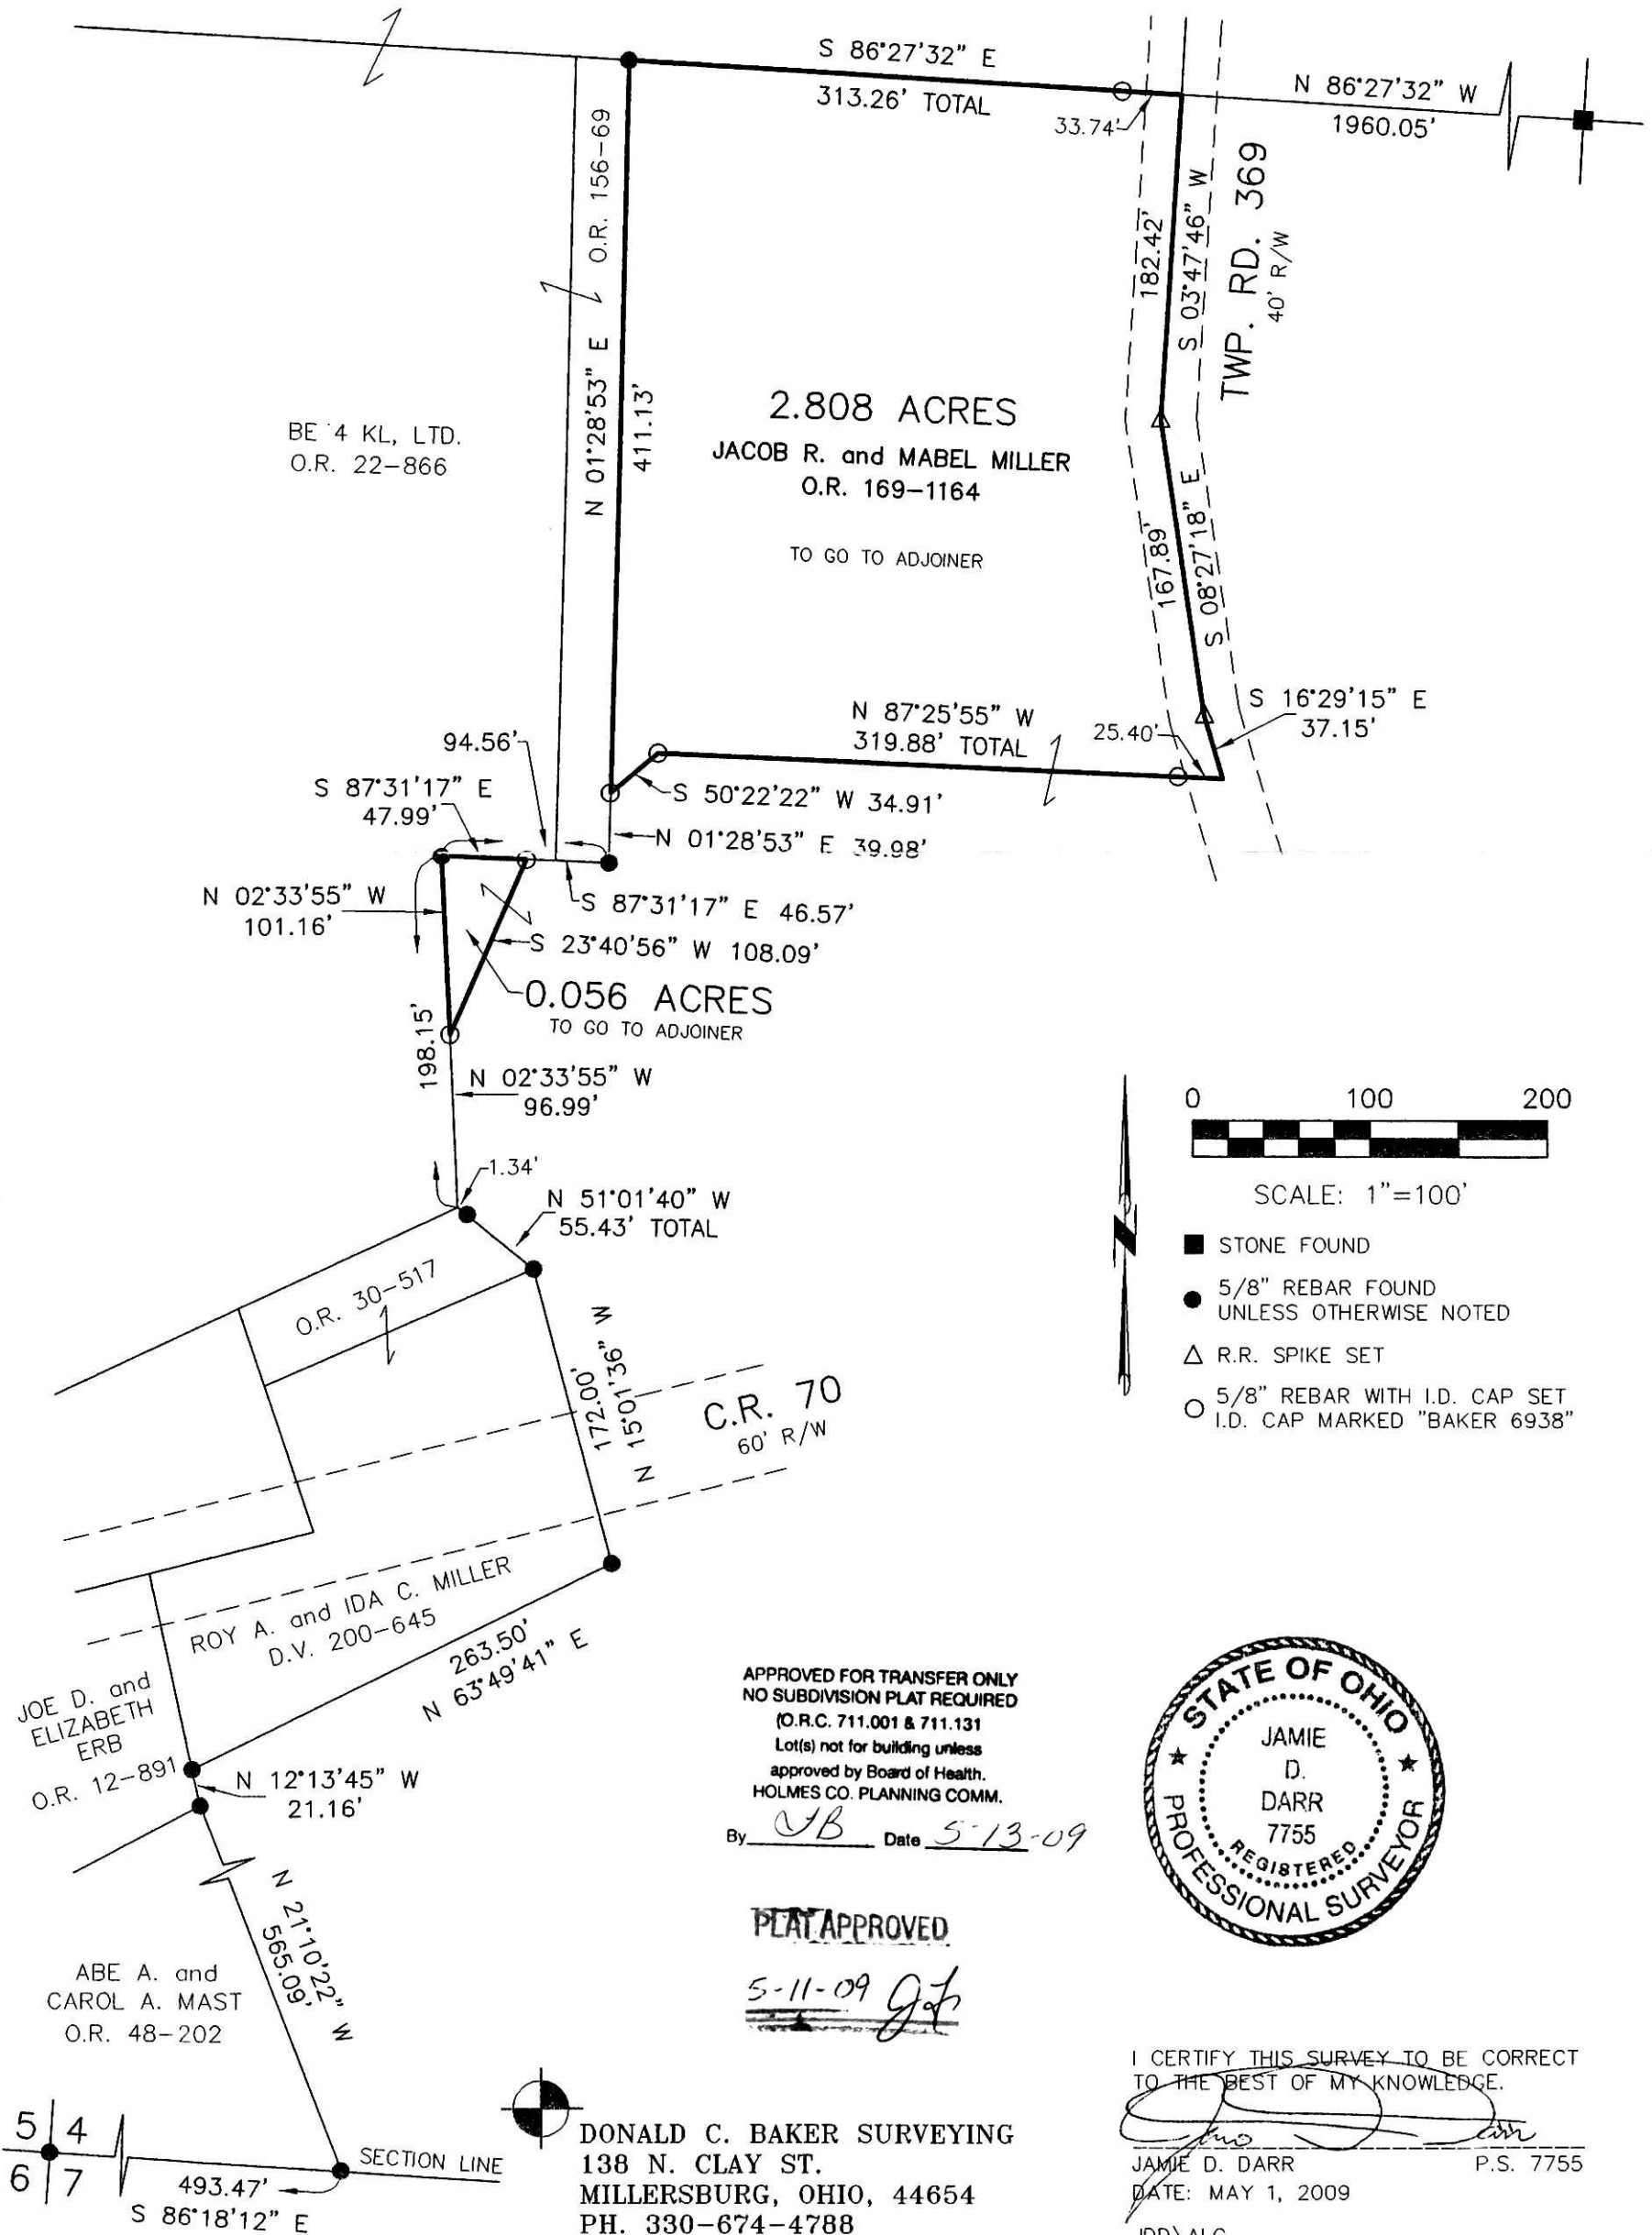 S 86°27'32" E
313.26' TOTAL
33.74'
N 86°27'32" W
1960.05'
O.R. 156-69
N 01°28'53" E
411.13'
182.42'
S 03°47'46" W
TWP. RD. 369
40' R/W
BE 4 KL, LTD.
O.R. 22-866
2.808 ACRES
JACOB R. and MABEL MILLER
O.R. 169-1164
TO GO TO ADJOINER
167.89'
S 08°27'18" E
S 16°29'15" E
37.15'
N 87°25'55" W
319.88' TOTAL
25.40'
94.56'
S 87°31'17" E
47.99'
S 50°22'22" W 34.91'
N 01°28'53" E 39.98'
N 02°33'55" W
101.16'
S 87°31'17" E 46.57'
S 23°40'56" W 108.09'
0.056 ACRES
TO GO TO ADJOINER
198.15'
N 02°33'55" W
96.99'
1.34'
N 51°01'40" W
55.43' TOTAL
0 100 200
SCALE: 1"=100'
STONE FOUND
5/8" REBAR FOUND
UNLESS OTHERWISE NOTED
R.R. SPIKE SET
5/8" REBAR WITH I.D. CAP SET
I.D. CAP MARKED "BAKER 6938"
N
O.R. 30-517
172.00'
N 15°01'36" W
C.R. 70
60' R/W
ROY A. and IDA C. MILLER
D.V. 200-645
263.50'
N 63°49'41" E
JOE D. and
ELIZABETH
ERB
O.R. 12-891
N 12°13'45" W
21.16'
N 21°10'22" W
565.09'
ABE A. and
CAROL A. MAST
O.R. 48-202
APPROVED FOR TRANSFER ONLY
NO SUBDIVISION PLAT REQUIRED
(O.R.C. 711.001 & 711.131
Lot(s) not for building unless
approved by Board of Health.
HOLMES CO. PLANNING COMM.
By JB Date 5-13-09
PLAT APPROVED
5-11-09
STATE OF OHIO
JAMIE
D.
DARR
7755
REGISTERED
PROFESSIONAL SURVEYOR
I CERTIFY THIS SURVEY TO BE CORRECT
TO THE BEST OF MY KNOWLEDGE.
JAMIE D. DARR P.S. 7755
DATE: MAY 1, 2009
5 4
6 7
493.47'
S 86°18'12" E
SECTION LINE
DONALD C. BAKER SURVEYING
138 N. CLAY ST.
MILLERSBURG, OHIO, 44654
PH. 330-674-4788